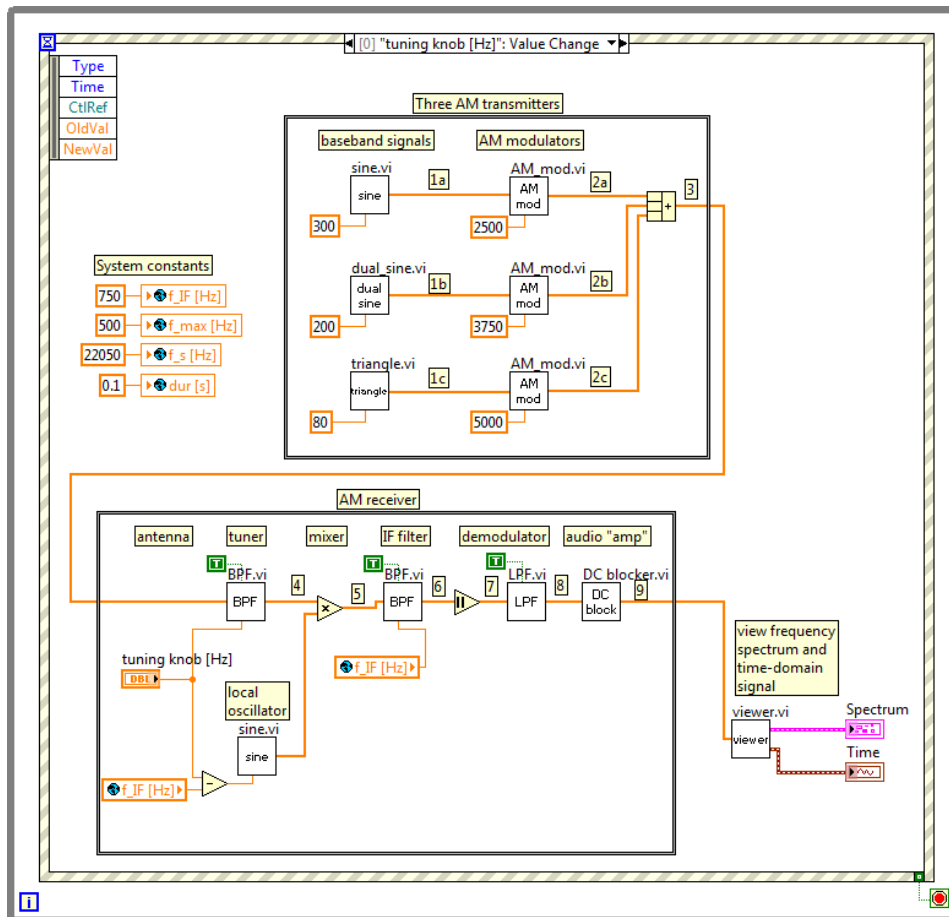 [0] "tuning knob [Hz]": Value Change
Type
Time
CtlRef
OldVal
NewVal
Three AM transmitters
baseband signals
AM modulators
sine.vi
sine
1a
AM_mod.vi
AM
mod
2a
3
+
300
2500
System constants
750
f_IF [Hz]
500
f_max [Hz]
22050
f_s [Hz]
0.1
dur [s]
dual_sine.vi
dual
sine
1b
AM_mod.vi
AM
mod
2b
200
3750
triangle.vi
triangle
1c
AM_mod.vi
AM
mod
2c
80
5000
AM receiver
antenna
tuner
mixer
IF filter
demodulator
audio "amp"
T
BPF.vi
BPF
4
x
5
T
BPF.vi
BPF
6
7
T
LPF.vi
LPF
8
DC blocker.vi
DC
block
9
tuning knob [Hz]
DBL
f_IF [Hz]
local
oscillator
sine.vi
sine
f_IF [Hz]
-
view frequency
spectrum and
time-domain
signal
viewer.vi
viewer
Spectrum
Time
i